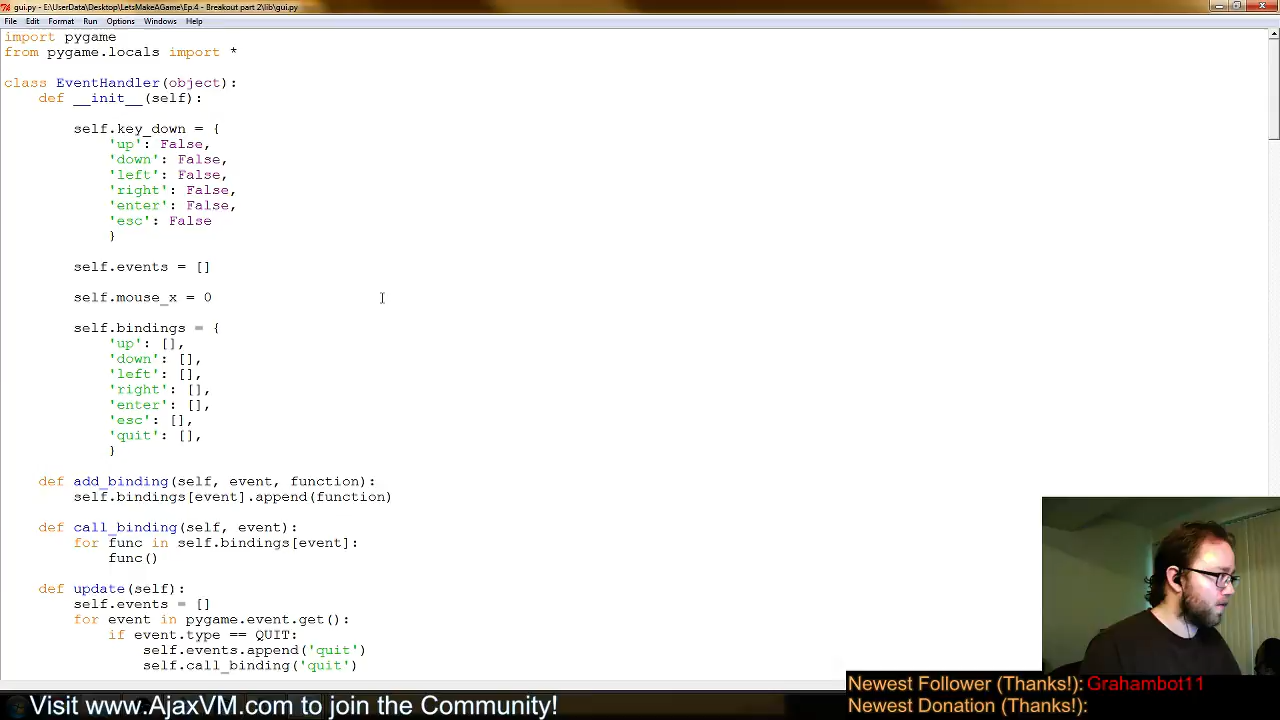 gui.py - E:\UserData\Desktop\LetsMakeAGame\Ep.4 - Breakout part 2\lib\gui.py
File Edit Format Run Options Windows Help
import pygame
from pygame.locals import *
class EventHandler(object):
    def __init__(self):
        self.key_down = {
            'up': False,
            'down': False,
            'left': False,
            'right': False,
            'enter': False,
            'esc': False
            }
        self.events = []
        self.mouse_x = 0
        self.bindings = {
            'up': [],
            'down': [],
            'left': [],
            'right': [],
            'enter': [],
            'esc': [],
            'quit': [],
            }
    def add_binding(self, event, function):
        self.bindings[event].append(function)
    def call_binding(self, event):
        for func in self.bindings[event]:
            func()
    def update(self):
        self.events = []
        for event in pygame.event.get():
            if event.type == QUIT:
                self.events.append('quit')
                self.call_binding('quit')
Newest Follower (Thanks!): Grahambot11
Visit www.AjaxVM.com to join the Community!
Newest Donation (Thanks!):